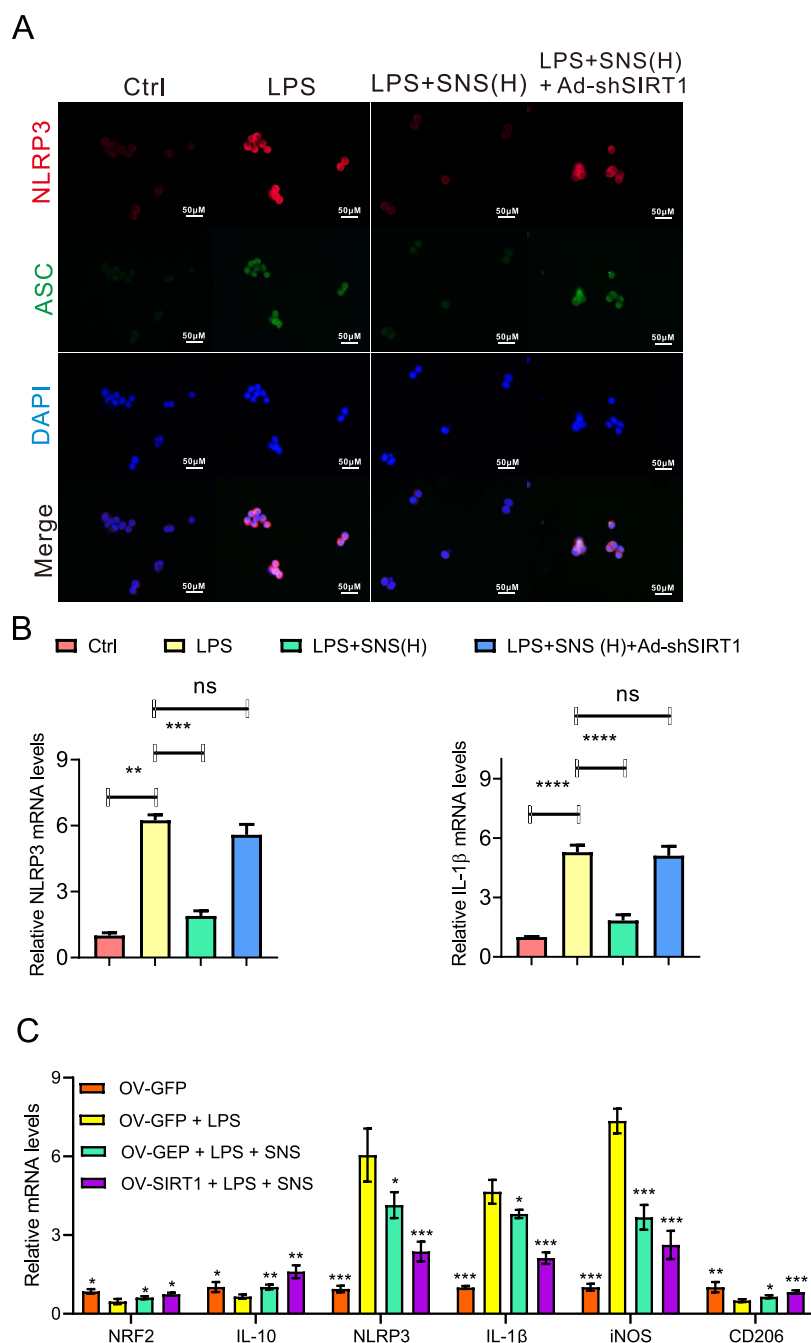 A
Ctrl LPS LPS+SNS(H) LPS+SNS(H)
+ Ad-shSIRT1
NLRP3
50μM 50μM 50μM 50μM
ASC
50μM 50μM 50μM 50μM
DAPI
50μM 50μM 50μM 50μM
Merge
50μM 50μM 50μM 50μM
B
Ctrl LPS LPS+SNS(H) LPS+SNS (H)+Ad-shSIRT1
Relative NLRP3 mRNA levels
ns
***
**
9
6
3
0
Relative IL-1β mRNA levels
ns
****
****
9
6
3
0
C
Relative mRNA levels
9
6
3
0
OV-GFP
OV-GFP + LPS
OV-GEP + LPS + SNS
OV-SIRT1 + LPS + SNS
* * * * ** ** *** * *** *** * *** *** *** *** ** * ***
NRF2 IL-10 NLRP3 IL-1β iNOS CD206